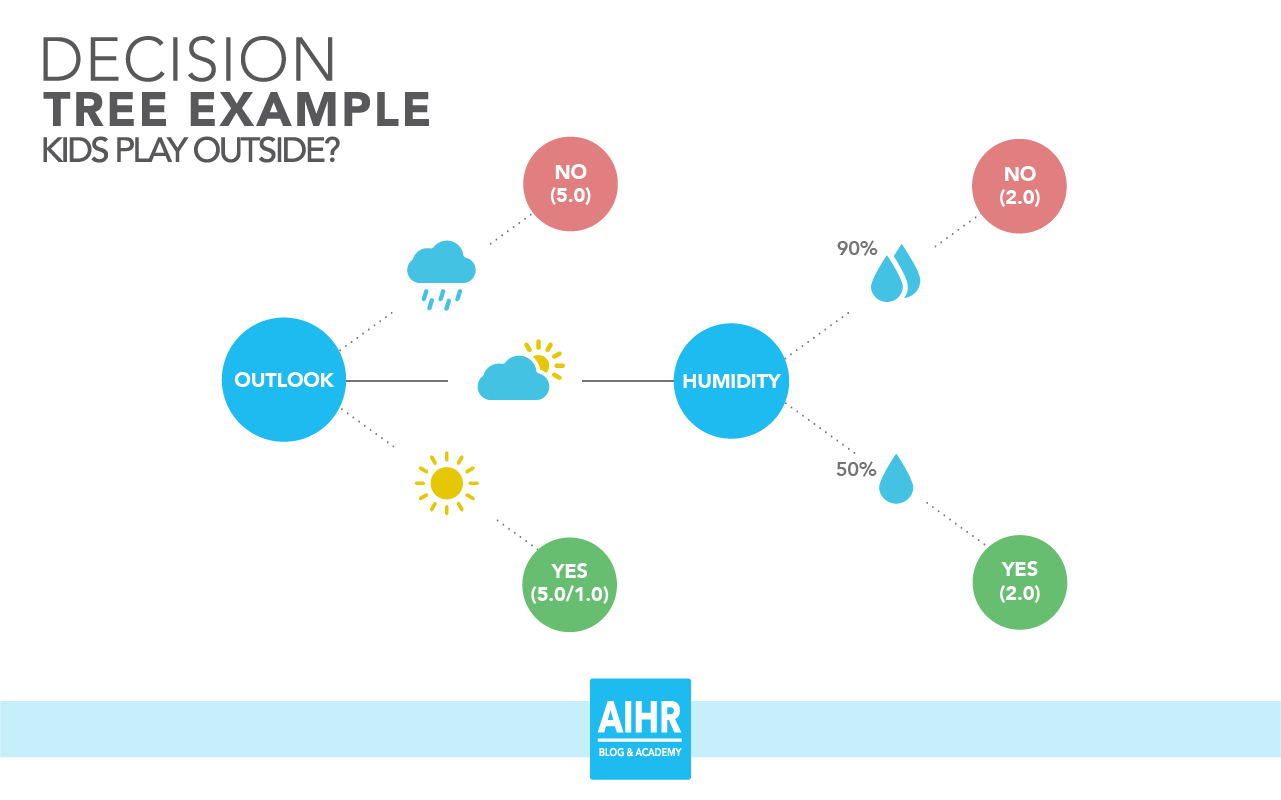 DECISION
TREE EXAMPLE
KIDS PLAY OUTSIDE?
NO
(5.0)
NO
(2.0)
90%
OUTLOOK
HUMIDITY
50%
YES
(5.0/1.0)
YES
(2.0)
AIHR
BLOG & ACADEMY